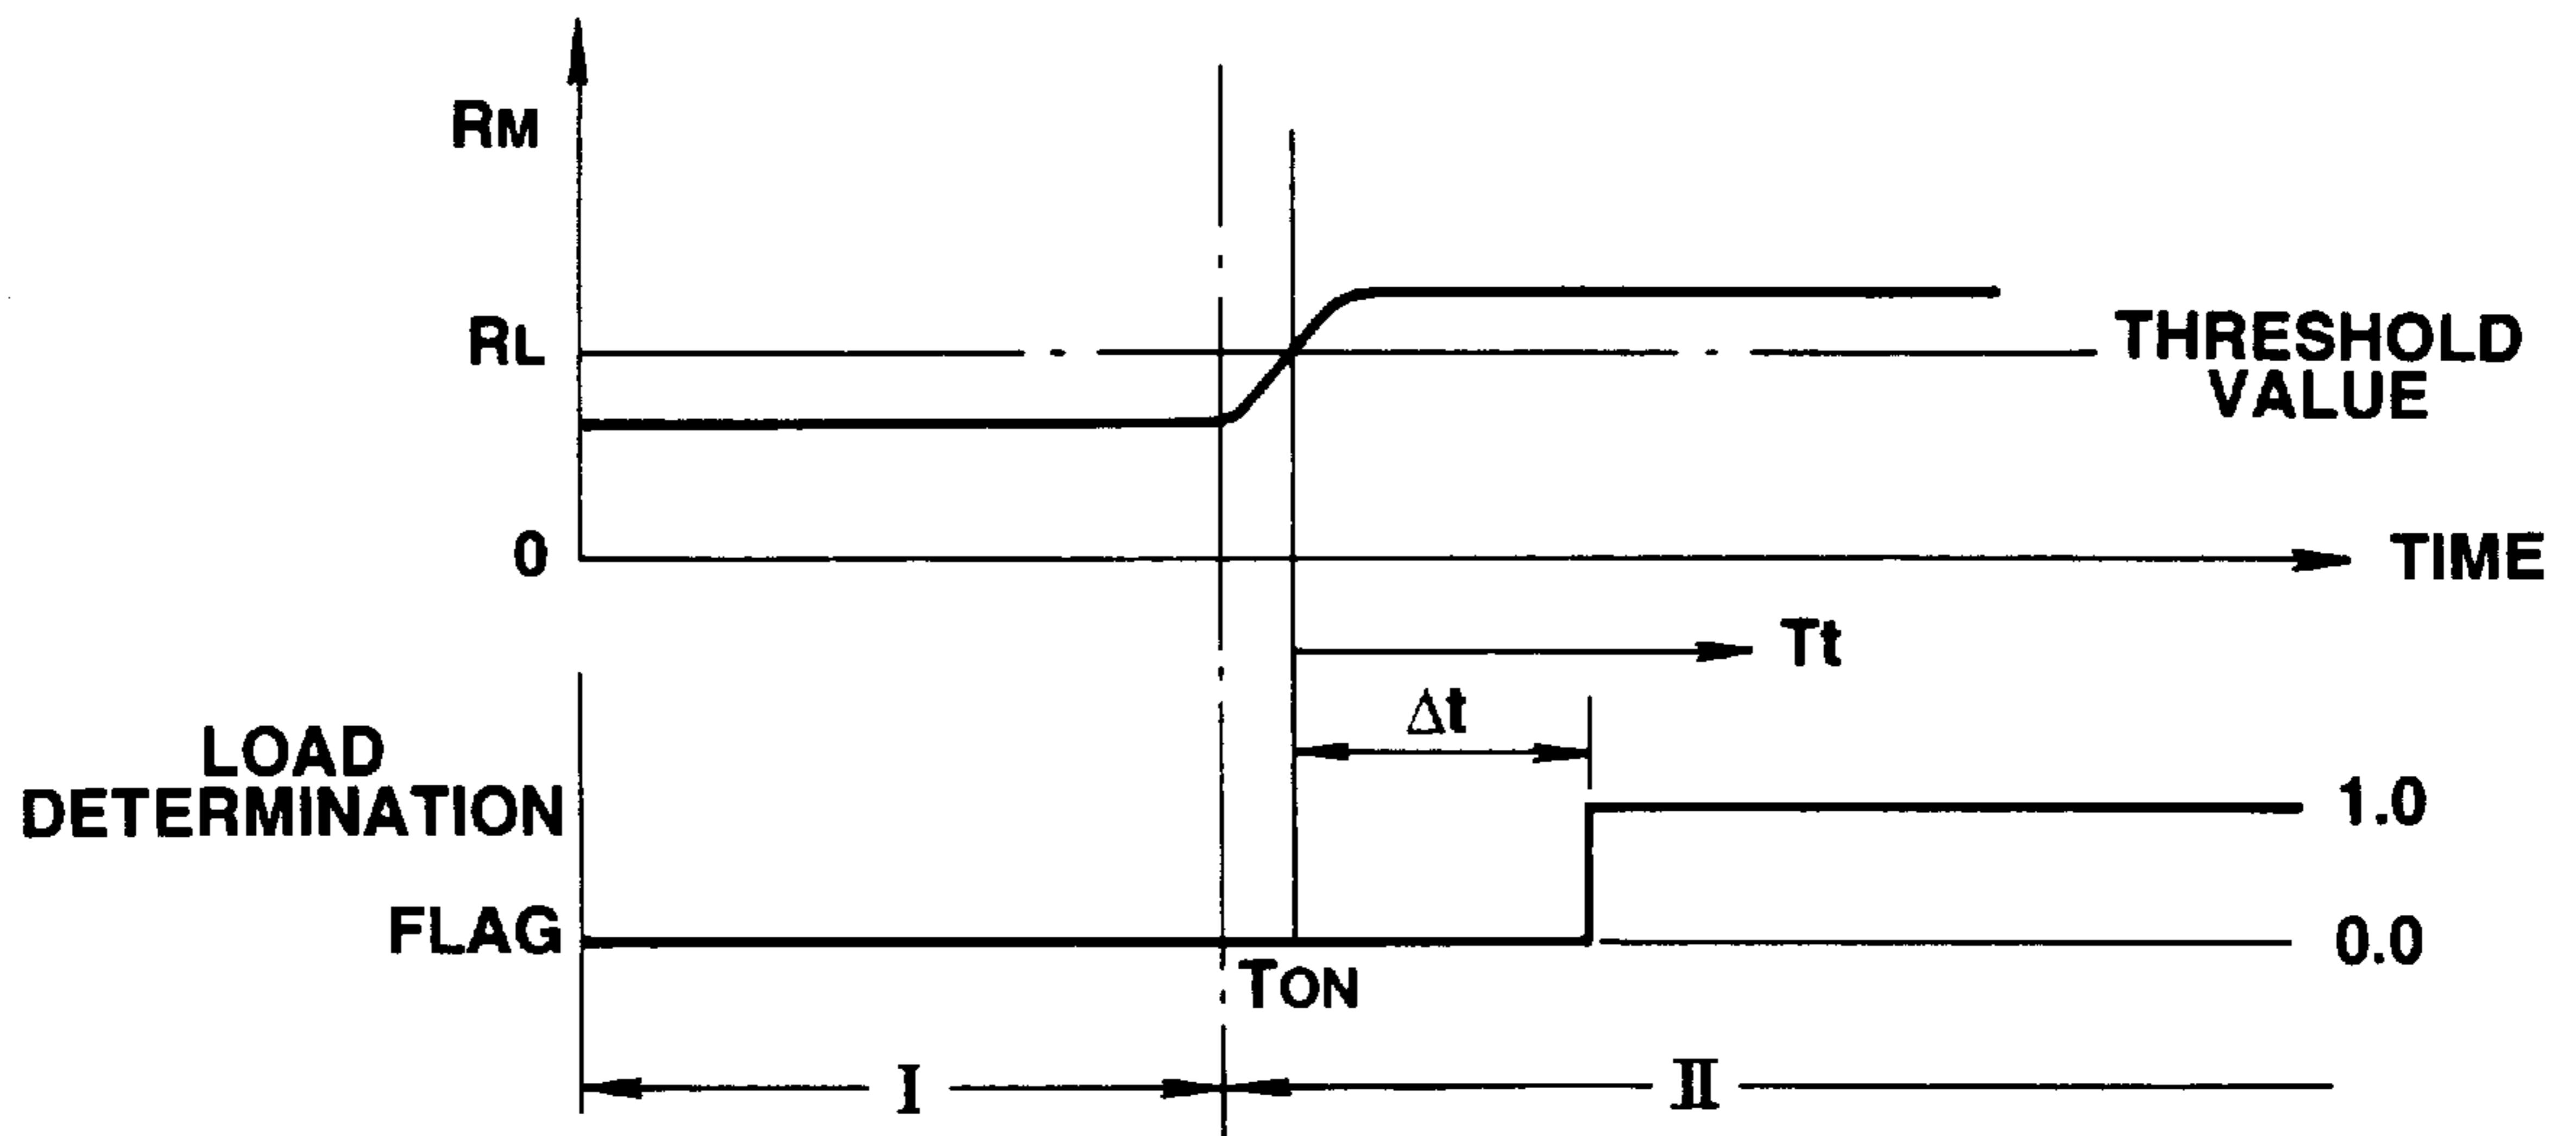 RM
RL
THRESHOLD
VALUE
0
TIME
Tt
Δt
LOAD
DETERMINATION
FLAG
1.0
0.0
TON
I
II